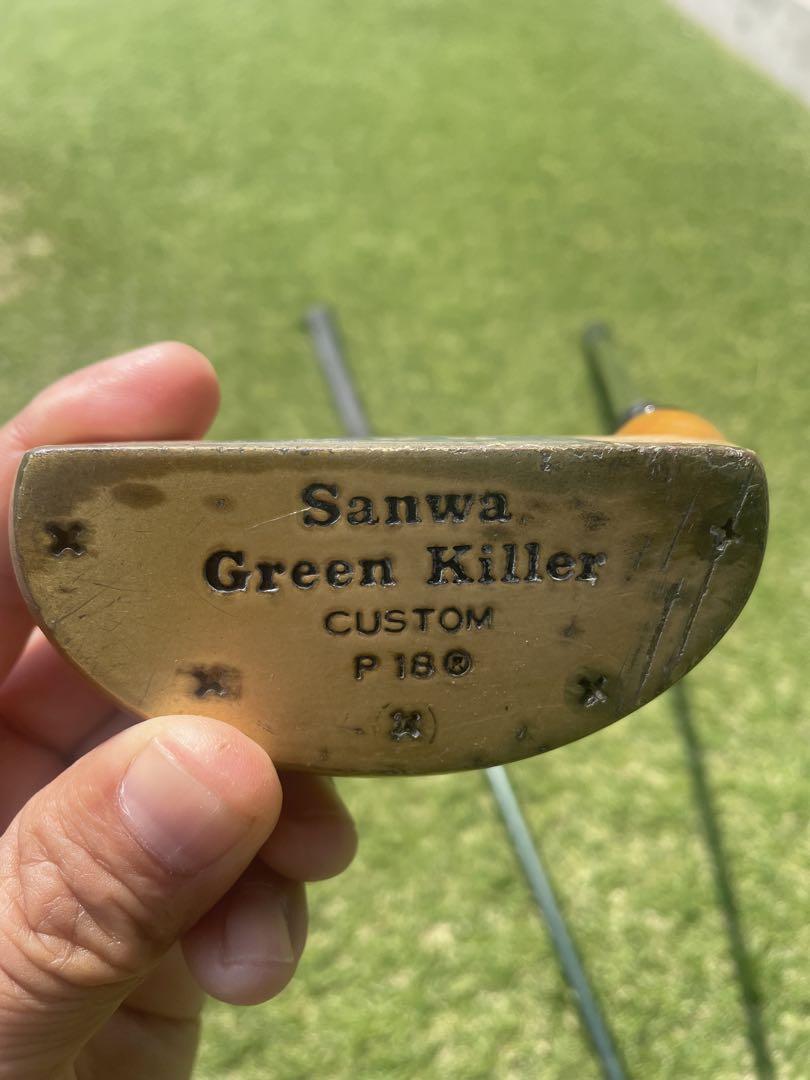 Sanwa
Green Killer
CUSTOM
P 18®